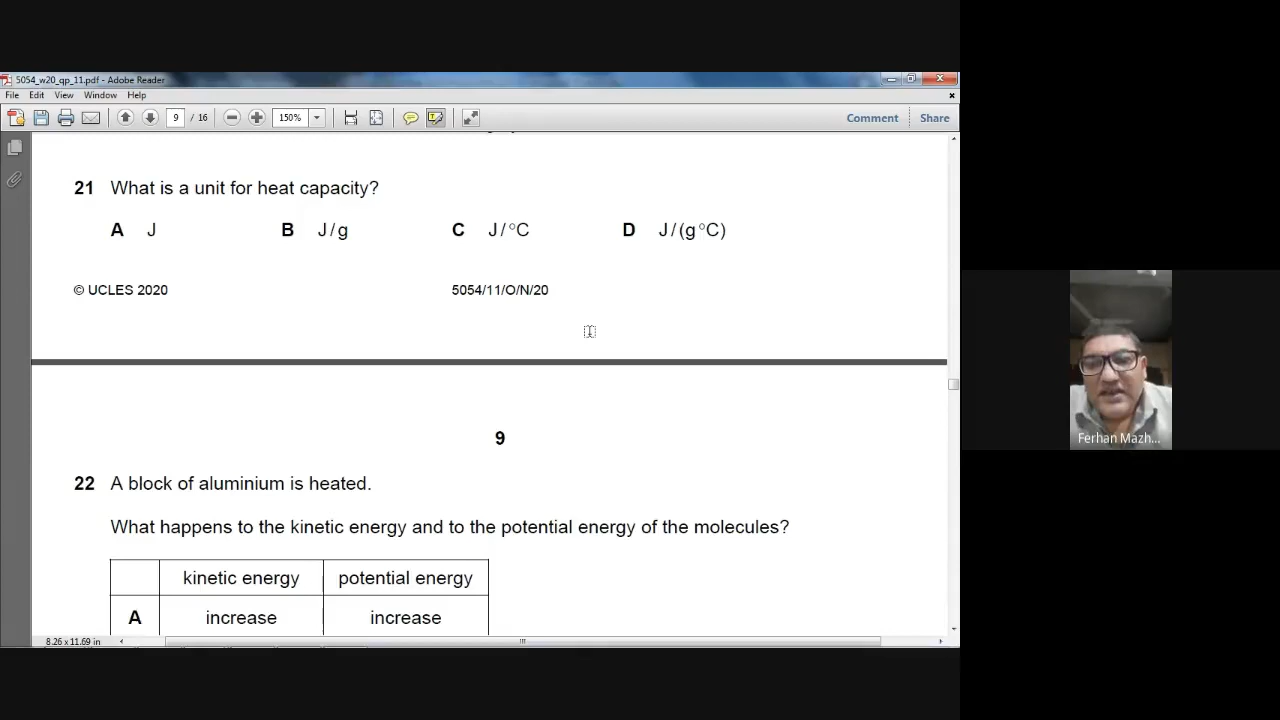 5054_w20_qp_11.pdf - Adobe Reader
File Edit View Window Help
9 / 16 150% Comment Share
21 What is a unit for heat capacity?
A J B J / g C J / °C D J / (g °C)
© UCLES 2020 5054/11/O/N/20
9
22 A block of aluminium is heated.
What happens to the kinetic energy and to the potential energy of the molecules?
kinetic energy potential energy
A increase increase
8.26 x 11.69 in
Ferhan Mazh...